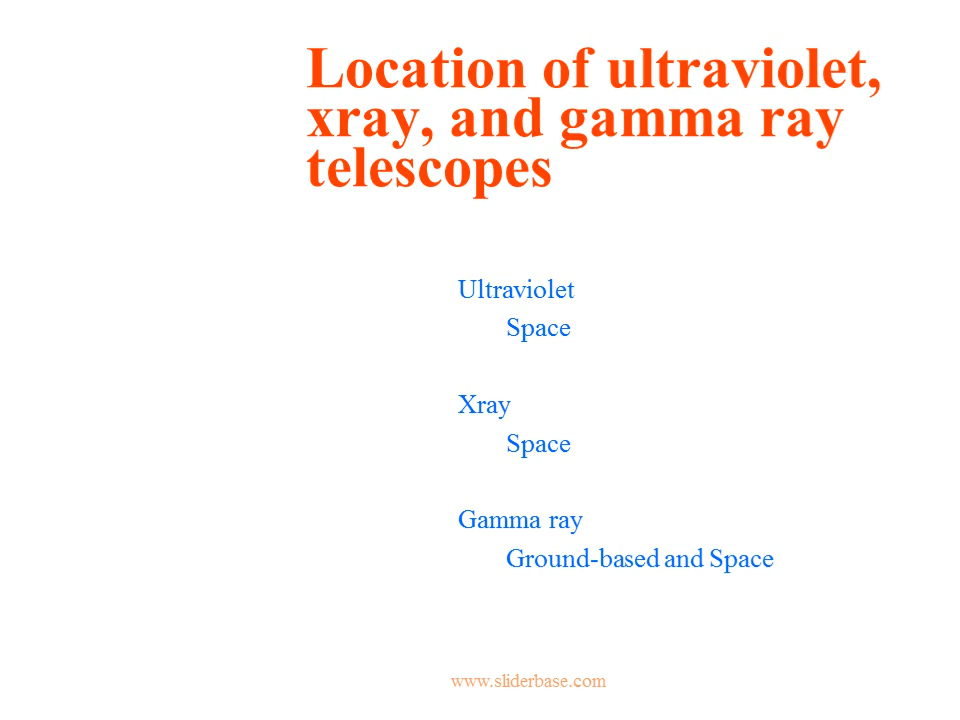 Location of ultraviolet,
xray, and gamma ray
telescopes
Ultraviolet
Space
Xray
Space
Gamma ray
Ground-based and Space
www.sliderbase.com